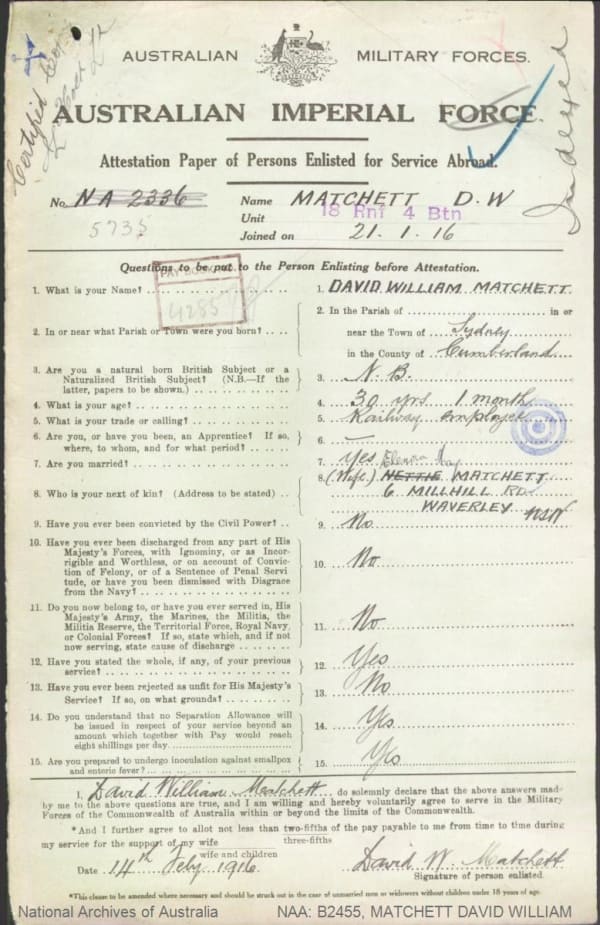 Certified
Indexed
AUSTRALIAN MILITARY FORCES.
AUSTRALIAN IMPERIAL FORCE.
Attestation Paper of Persons Enlisted for Service Abroad.
No. NA 2336 Name MATCHETT D.W
5735 Unit 18 Rnf 4 Btn
Joined on 21.1.16
Questions to be put to the Person Enlisting before Attestation.
PAY BOOK
4285
1. What is your Name? 1. DAVID WILLIAM MATCHETT
2. In or near what Parish or Town were you born? 2. In the Parish of in or
near the Town of Sydney
in the County of Cumberland
3. Are you a natural born British Subject or a
Naturalized British Subject? (N.B.—If the
latter, papers to be shown.) 3. N.B.
4. What is your age? 4. 30 yrs 1 month
5. What is your trade or calling? 5. Railway employee
6. Are you, or have you been, an Apprentice? If so,
where, to whom, and for what period? 6. —
7. Are you married? 7. Yes
8. Who is your next of kin? (Address to be stated) 8. (Wife) Elenora May NETTIE MATCHETT
6 MILLHILL RD
WAVERLEY NSW
9. Have you ever been convicted by the Civil Power? 9. No
10. Have you ever been discharged from any part of His
Majesty's Forces, with Ignominy, or as Incor-
rigible and Worthless, or on account of Convic-
tion of Felony, or of a Sentence of Penal Servi
tude, or have you been dismissed with Disgrace
from the Navy? 10. No
11. Do you now belong to, or have you ever served in, His
Majesty's Army, the Marines, the Militia, the
Militia Reserve, the Territorial Force, Royal Navy,
or Colonial Forces? If so, state which, and if not
now serving, state cause of discharge 11. No
12. Have you stated the whole, if any, of your previous
service? 12. Yes
13. Have you ever been rejected as unfit for His Majesty's
Service? If so, on what grounds? 13. No
14. Do you understand that no Separation Allowance will
be issued in respect of your service beyond an
amount which together with Pay would reach
eight shillings per day. 14. Yes
15. Are you prepared to undergo inoculation against smallpox
and enteric fever? 15. Yes
I, David William Matchett do solemnly declare that the above answers made
by me to the above questions are true, and I am willing and hereby voluntarily agree to serve in the Military
Forces of the Commonwealth of Australia within or beyond the limits of the Commonwealth.
*And I further agree to allot not less than two-fifths of the pay payable to me from time to time during
three-fifths
my service for the support of my wife
wife and children
Date 14th Feby 1916 David W. Matchett
Signature of person enlisted.
*This clause to be amended where necessary and should be struck out in the case of unmarried men or widowers without children under 18 years of age.
National Archives of Australia NAA: B2455, MATCHETT DAVID WILLIAM